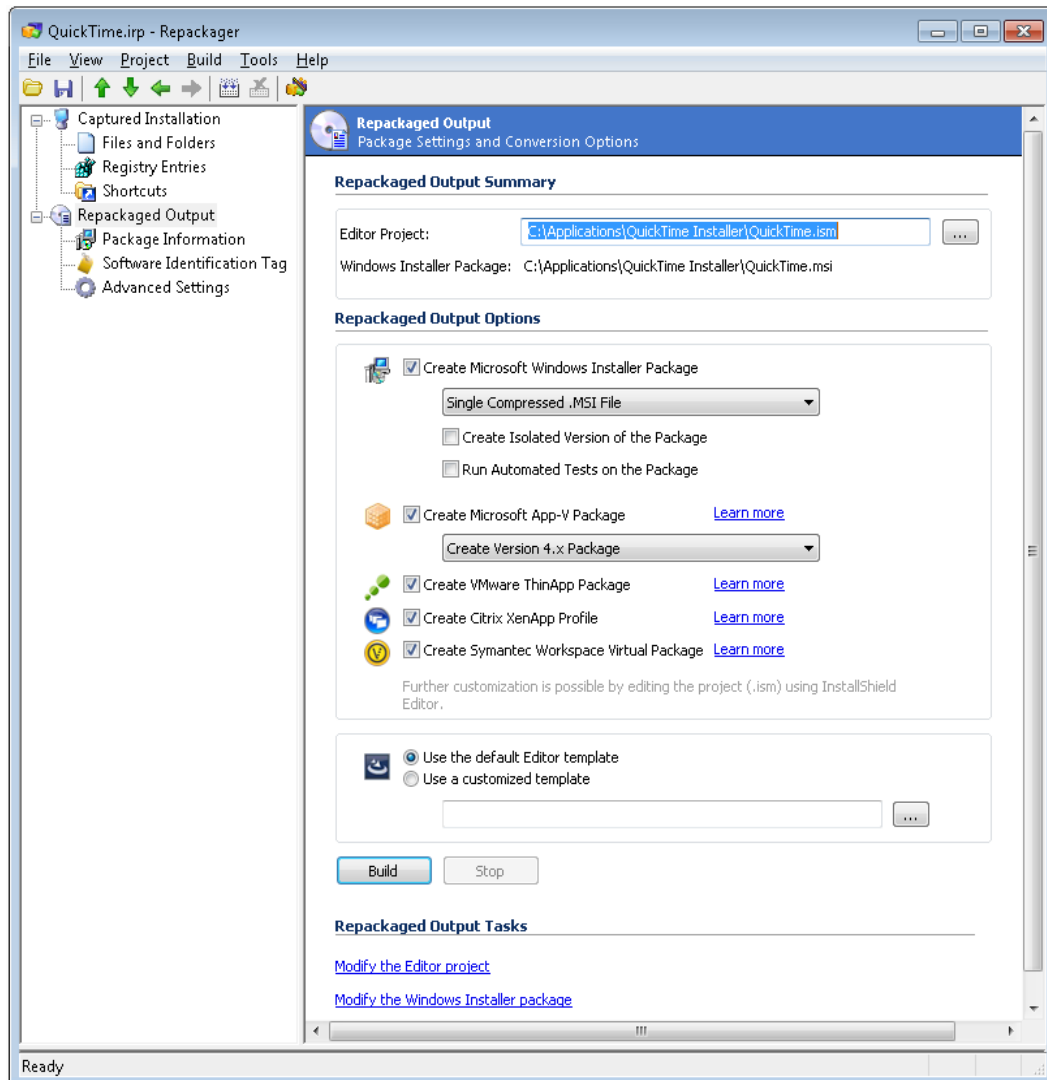 QuickTime.irp - Repackager
File View Project Build Tools Help
Captured Installation
Files and Folders
Registry Entries
Shortcuts
Repackaged Output
Package Information
Software Identification Tag
Advanced Settings
Repackaged Output
Package Settings and Conversion Options
Repackaged Output Summary
Editor Project: C:\Applications\QuickTime Installer\QuickTime.ism ...
Windows Installer Package: C:\Applications\QuickTime Installer\QuickTime.msi
Repackaged Output Options
Create Microsoft Windows Installer Package
Single Compressed .MSI File
Create Isolated Version of the Package
Run Automated Tests on the Package
Create Microsoft App-V Package Learn more
Create Version 4.x Package
Create VMware ThinApp Package Learn more
Create Citrix XenApp Profile Learn more
Create Symantec Workspace Virtual Package Learn more
Further customization is possible by editing the project (.ism) using InstallShield
Editor.
Use the default Editor template
Use a customized template
...
Build Stop
Repackaged Output Tasks
Modify the Editor project
Modify the Windows Installer package
Ready